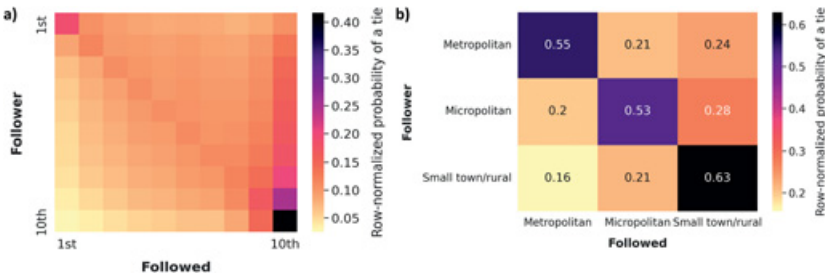 a)
1st
10th
Follower
1st
10th
Followed
0.40
0.35
0.30
0.25
0.20
0.15
0.10
0.05
Row-normalized probability of a tie
b)
Metropolitan
Micropolitan
Small town/rural
Follower
0.55 0.21 0.24
0.2 0.53 0.28
0.16 0.21 0.63
Metropolitan Micropolitan Small town/rural
Followed
0.6
0.5
0.4
0.3
0.2
Row-normalized probability of a tie